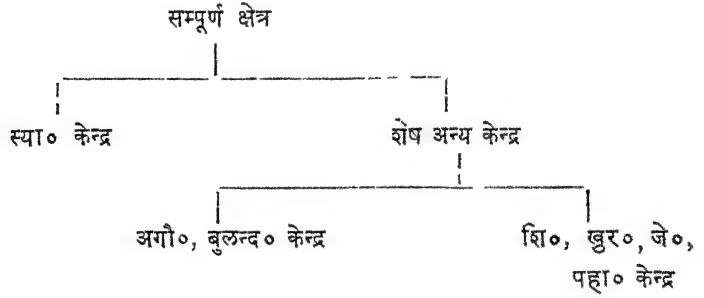 सम्पूर्ण क्षेत्र
स्या० केन्द्र
शेष अन्य केन्द्र
अगौ०, बुलन्द० केन्द्र
शि०, खुर०, जे०,
पहा० केन्द्र